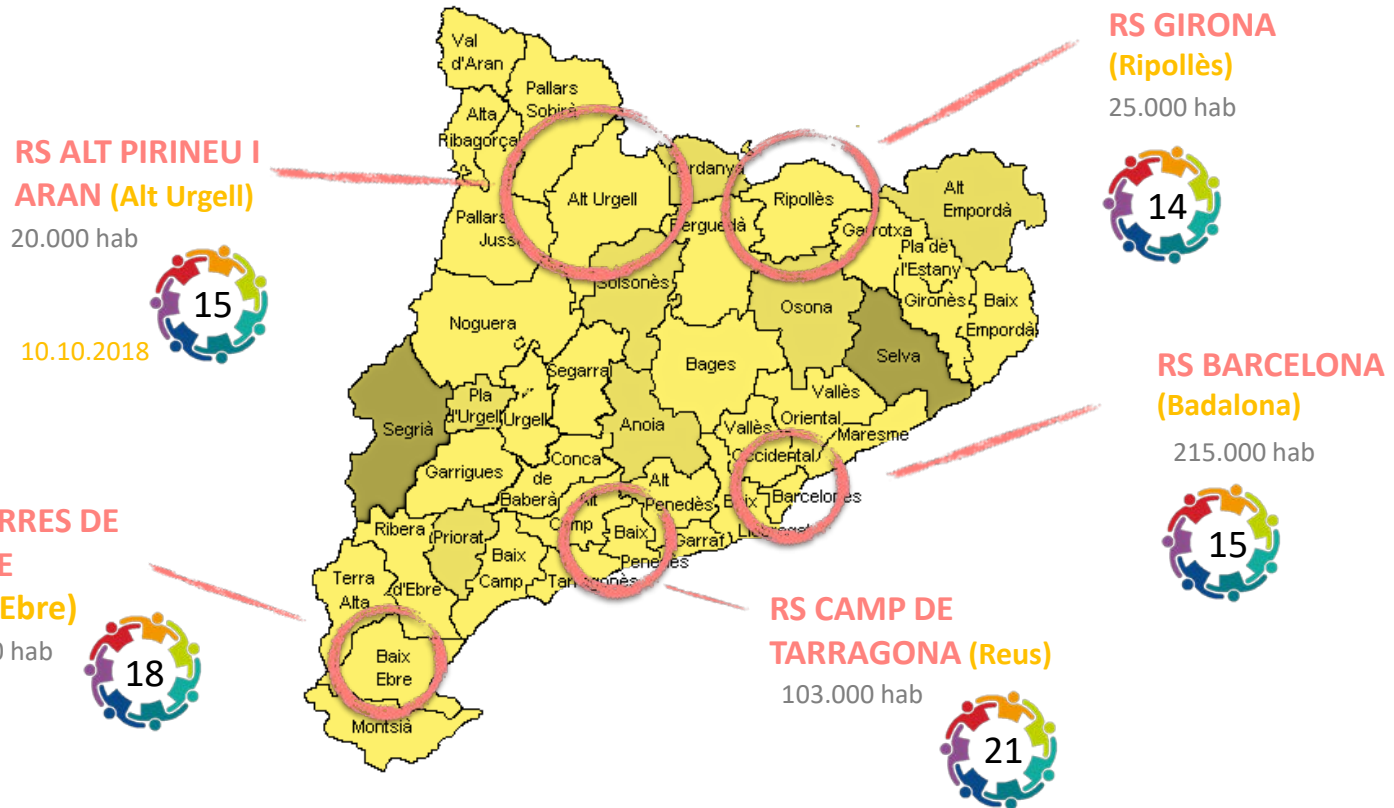 RS GIRONA
(Ripollès)
25.000 hab
14
RS ALT PIRINEU I
ARAN (Alt Urgell)
20.000 hab
15
10.10.2018
RS BARCELONA
(Badalona)
215.000 hab
15
RRES DE
E
Ebre)
0 hab
18
RS CAMP DE
TARRAGONA (Reus)
103.000 hab
21
Val
d'Aran
Pallars
Sobirà
Alta
Ribagorça
Alt Urgell
Cerdanya
Ripollès
Alt
Empordà
Pallars
Jussà
Berguedà
Garrotxa
Pla de
l'Estany
Solsonès
Osona
Gironès
Baix
Empordà
Noguera
Selva
Bages
Segarra
Vallès
Oriental
Pla
d'Urgell
Urgell
Segrià
Anoia
Vallès
Occidental
Maresme
Garrigues
Conca
de
Baberà
Alt
Penedès
Baix
Llobregat
Barcelonès
Alt
Camp
Baix
Penedès
Garraf
Ribera
d'Ebre
Priorat
Baix
Camp
Tarragonès
Terra
Alta
Baix
Ebre
Montsià